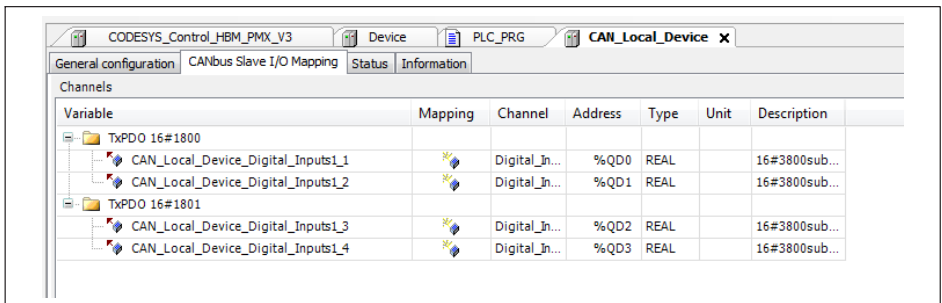 CODESYS_Control_HBM_PMX_V3 Device PLC_PRG CAN_Local_Device X
General configuration CANbus Slave I/O Mapping Status Information
Channels
Variable Mapping Channel Address Type Unit Description
TxPDO 16#1800
CAN_Local_Device_Digital_Inputs1_1 Digital_In... %QD0 REAL 16#3800sub...
CAN_Local_Device_Digital_Inputs1_2 Digital_In... %QD1 REAL 16#3800sub...
TxPDO 16#1801
CAN_Local_Device_Digital_Inputs1_3 Digital_In... %QD2 REAL 16#3800sub...
CAN_Local_Device_Digital_Inputs1_4 Digital_In... %QD3 REAL 16#3800sub...